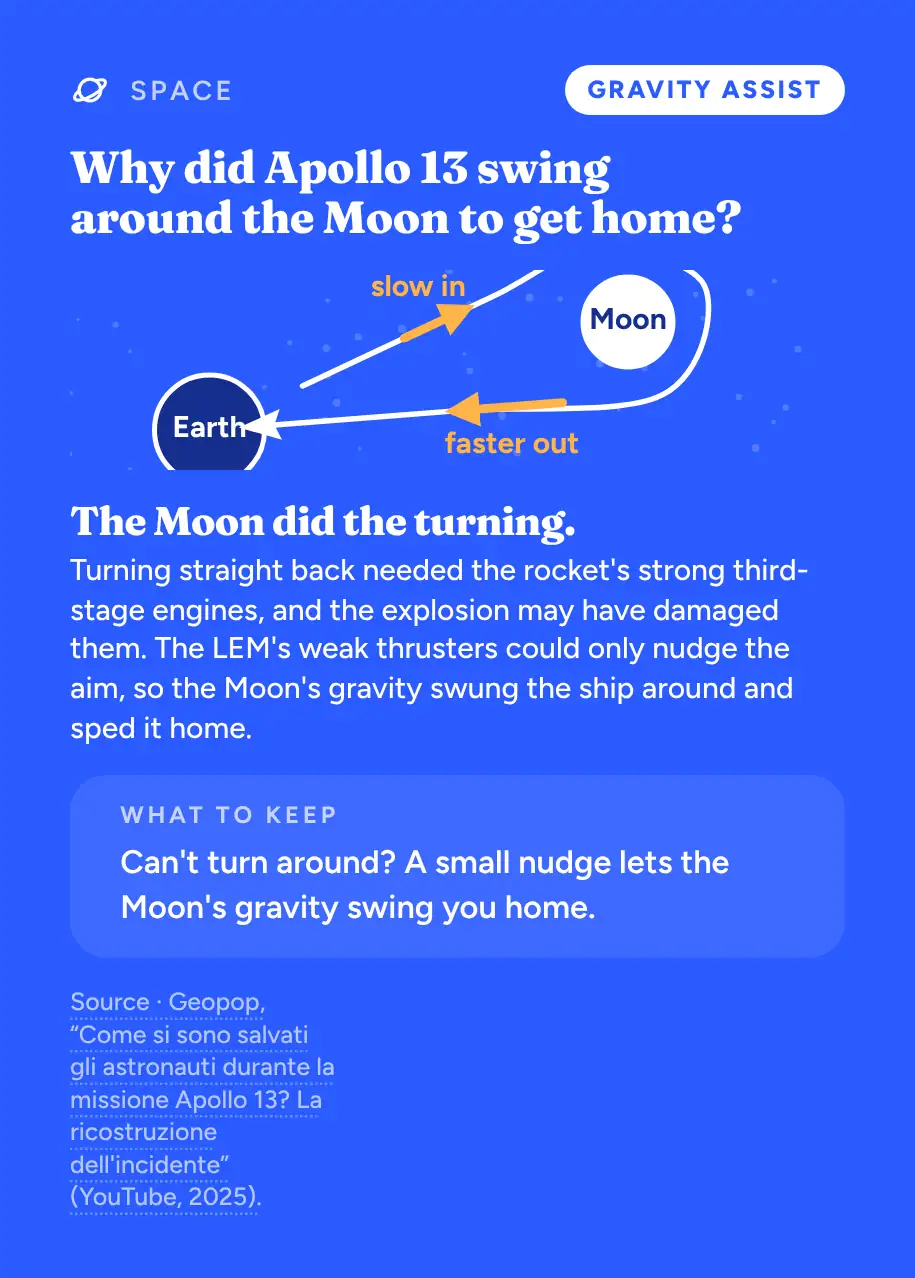 SPACE
GRAVITY ASSIST
Why did Apollo 13 swing
around the Moon to get home?
slow in
Moon
Earth
faster out
The Moon did the turning.
Turning straight back needed the rocket's strong third-
stage engines, and the explosion may have damaged
them. The LEM's weak thrusters could only nudge the
aim, so the Moon's gravity swung the ship around and
sped it home.
WHAT TO KEEP
Can't turn around? A small nudge lets the
Moon's gravity swing you home.
Source · Geopop,
“Come si sono salvati
gli astronauti durante la
missione Apollo 13? La
ricostruzione
dell'incidente”
(YouTube, 2025).